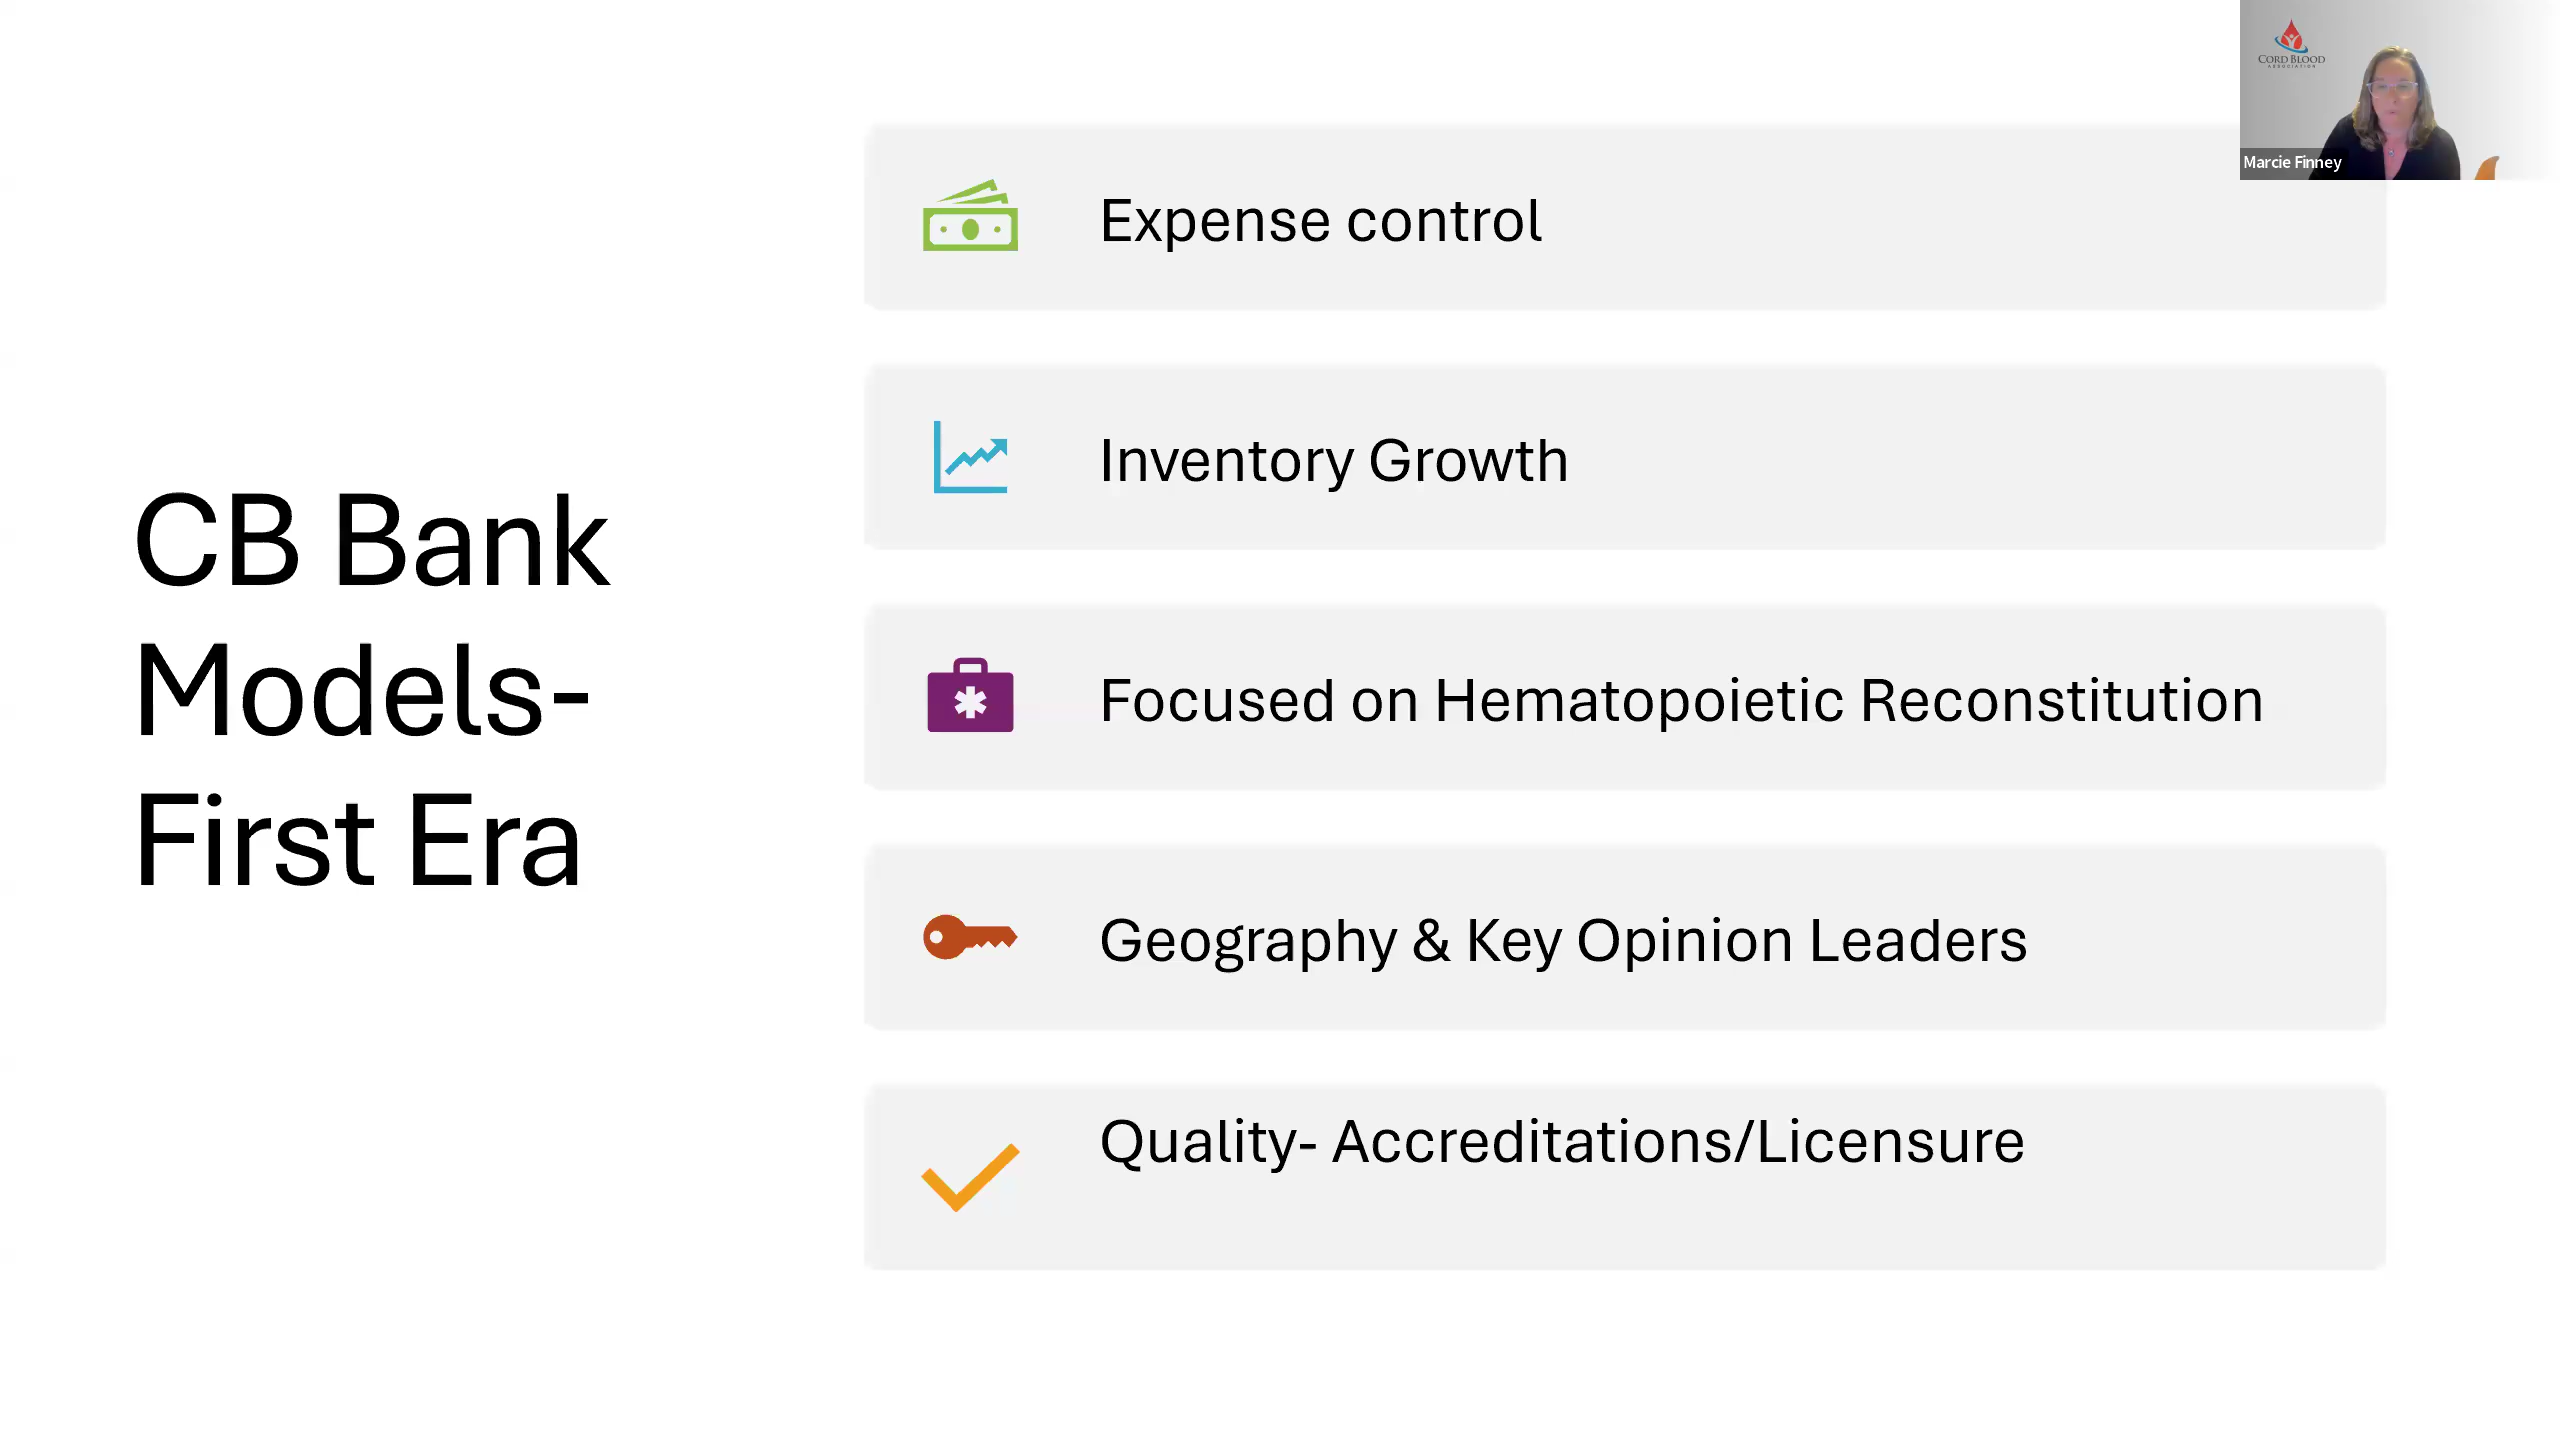 CORD BLOOD
ASSOCIATION
Marcie Finney
CB Bank
Models-
First Era
Expense control
Inventory Growth
Focused on Hematopoietic Reconstitution
Geography & Key Opinion Leaders
Quality- Accreditations/Licensure